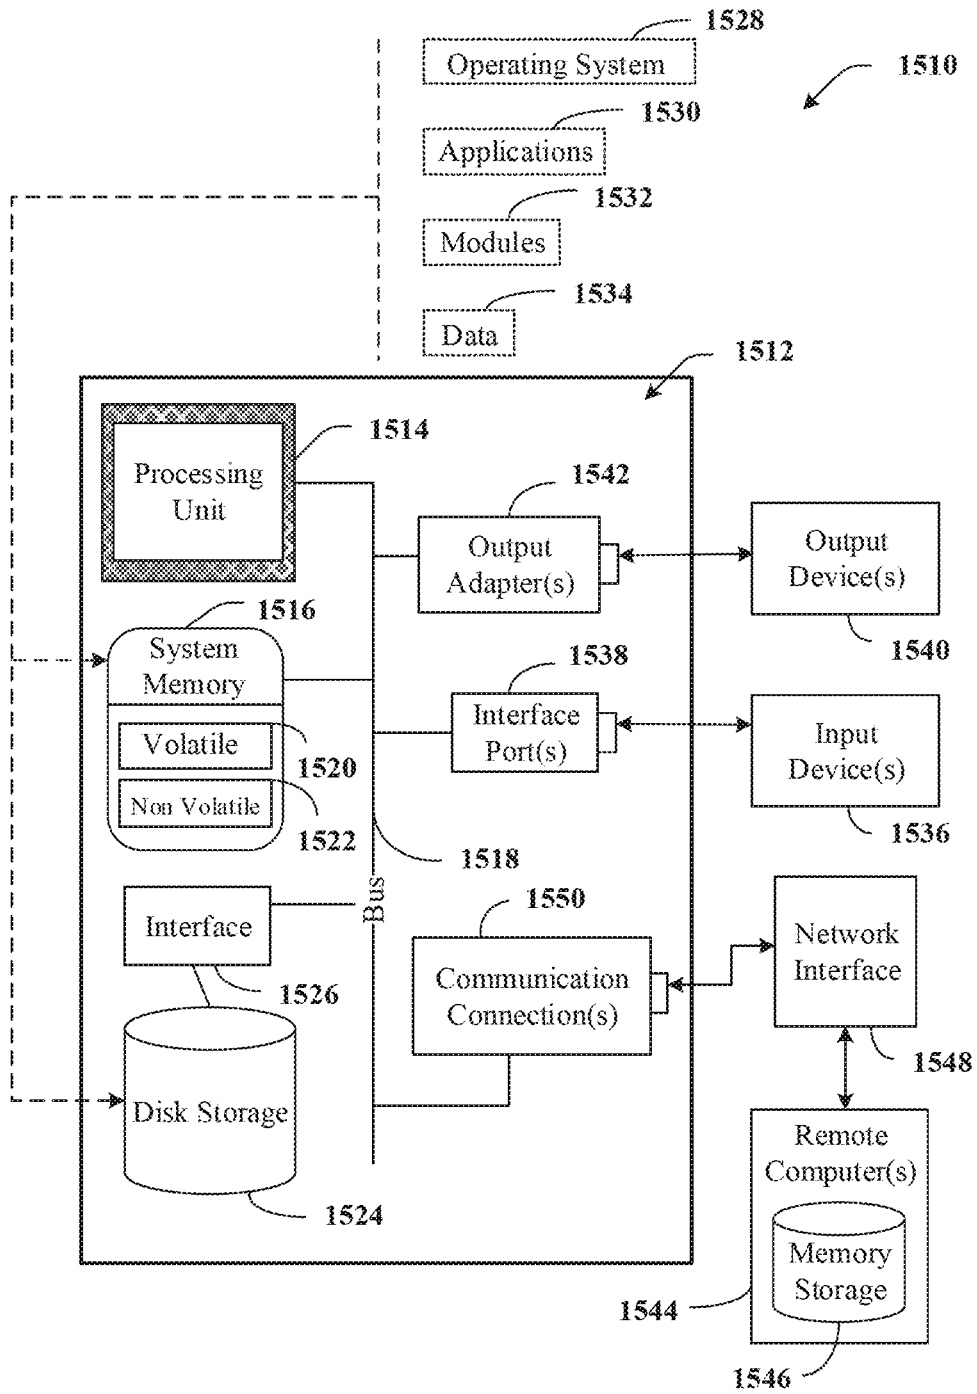 1528
Operating System
1510
1530
Applications
1532
Modules
1534
Data
1512
1514
Processing
Unit
1542
Output
Adapter(s)
Output
Device(s)
1540
1516
System
Memory
Volatile
1520
Non Volatile
1522
1538
Interface
Port(s)
Input
Device(s)
1536
1518
Bus
Interface
1526
1550
Communication
Connection(s)
Network
Interface
1548
Disk Storage
1524
Remote
Computer(s)
Memory
Storage
1544
1546